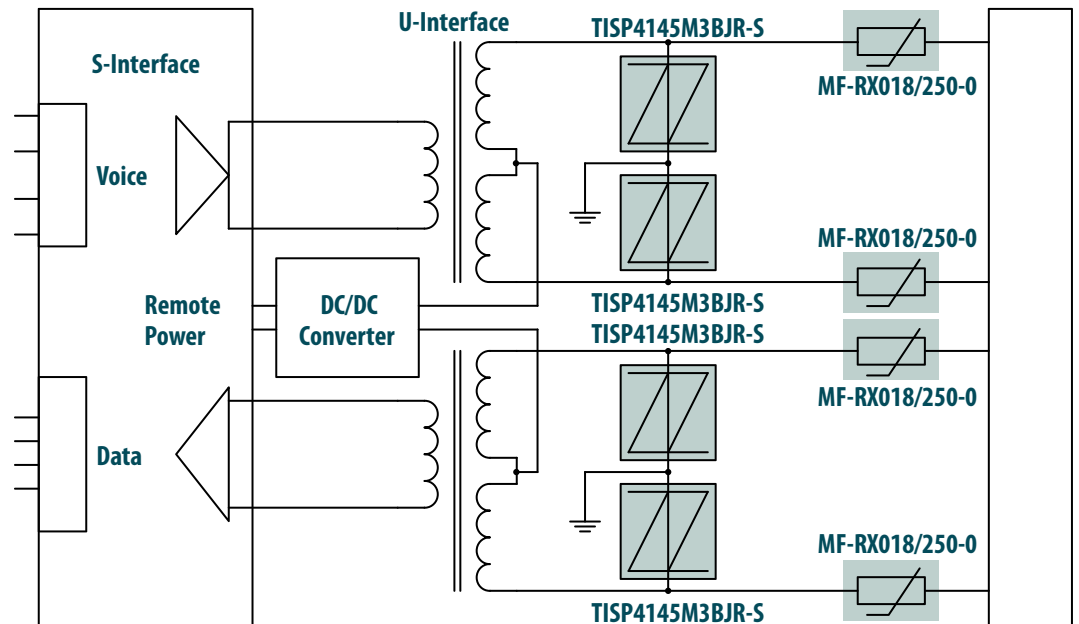 U-Interface
TISP4145M3BJR-S
S-Interface
MF-RX018/250-0
Voice
MF-RX018/250-0
Remote
Power
DC/DC
Converter
TISP4145M3BJR-S
TISP4145M3BJR-S
MF-RX018/250-0
Data
MF-RX018/250-0
TISP4145M3BJR-S